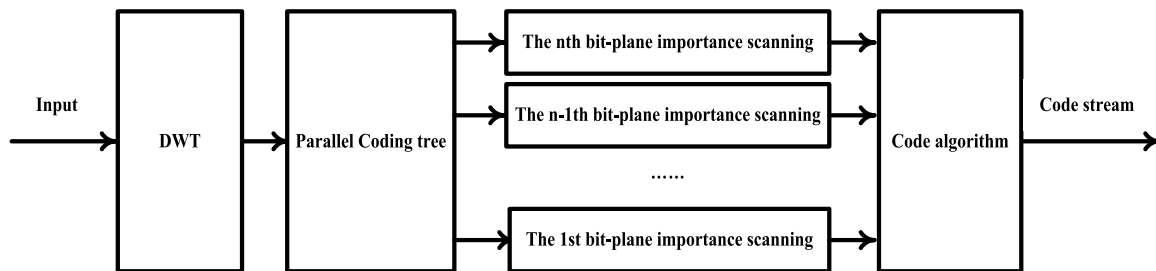 Input
DWT
Parallel Coding tree
The nth bit-plane importance scanning
The n-1th bit-plane importance scanning
......
The 1st bit-plane importance scanning
Code algorithm
Code stream